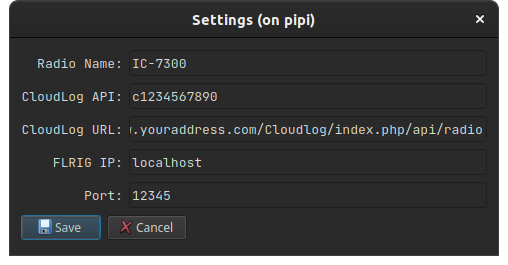 Settings (on pipi)
Radio Name: IC-7300
CloudLog API: c1234567890
CloudLog URL: .youraddress.com/Cloudlog/index.php/api/radio
FLRIG IP: localhost
Port: 12345
Save Cancel